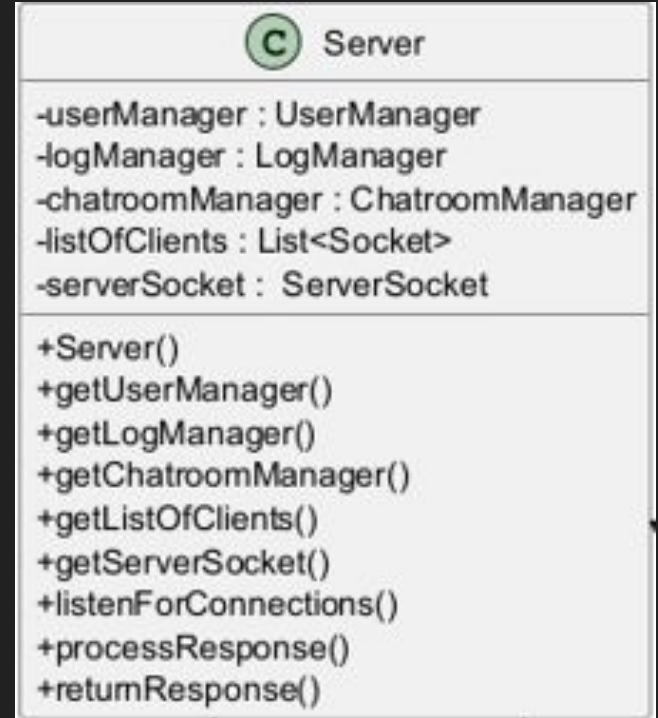 C Server
-userManager : UserManager
-logManager : LogManager
-chatroomManager : ChatroomManager
-listOfClients : List<Socket>
-serverSocket : ServerSocket
+Server()
+getUserManager()
+getLogManager()
+getChatroomManager()
+getListOfClients()
+getServerSocket()
+listenForConnections()
+processResponse()
+returnResponse()